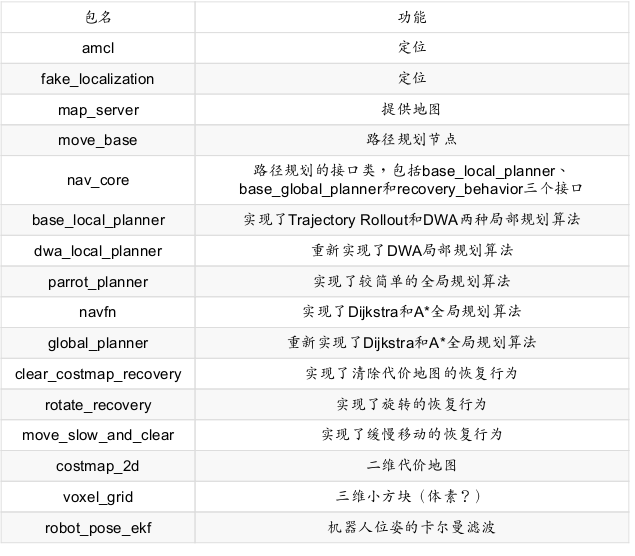 包名 功能
amcl 定位
fake_localization 定位
map_server 提供地图
move_base 路径规划节点
nav_core 路径规划的接口类，包括base_local_planner、
base_global_planner和recovery_behavior三个接口
base_local_planner 实现了Trajectory Rollout和DWA两种局部规划算法
dwa_local_planner 重新实现了DWA局部规划算法
parrot_planner 实现了较简单的全局规划算法
navfn 实现了Dijkstra和A*全局规划算法
global_planner 重新实现了Dijkstra和A*全局规划算法
clear_costmap_recovery 实现了清除代价地图的恢复行为
rotate_recovery 实现了旋转的恢复行为
move_slow_and_clear 实现了缓慢移动的恢复行为
costmap_2d 二维代价地图
voxel_grid 三维小方块（体素？）
robot_pose_ekf 机器人位姿的卡尔曼滤波